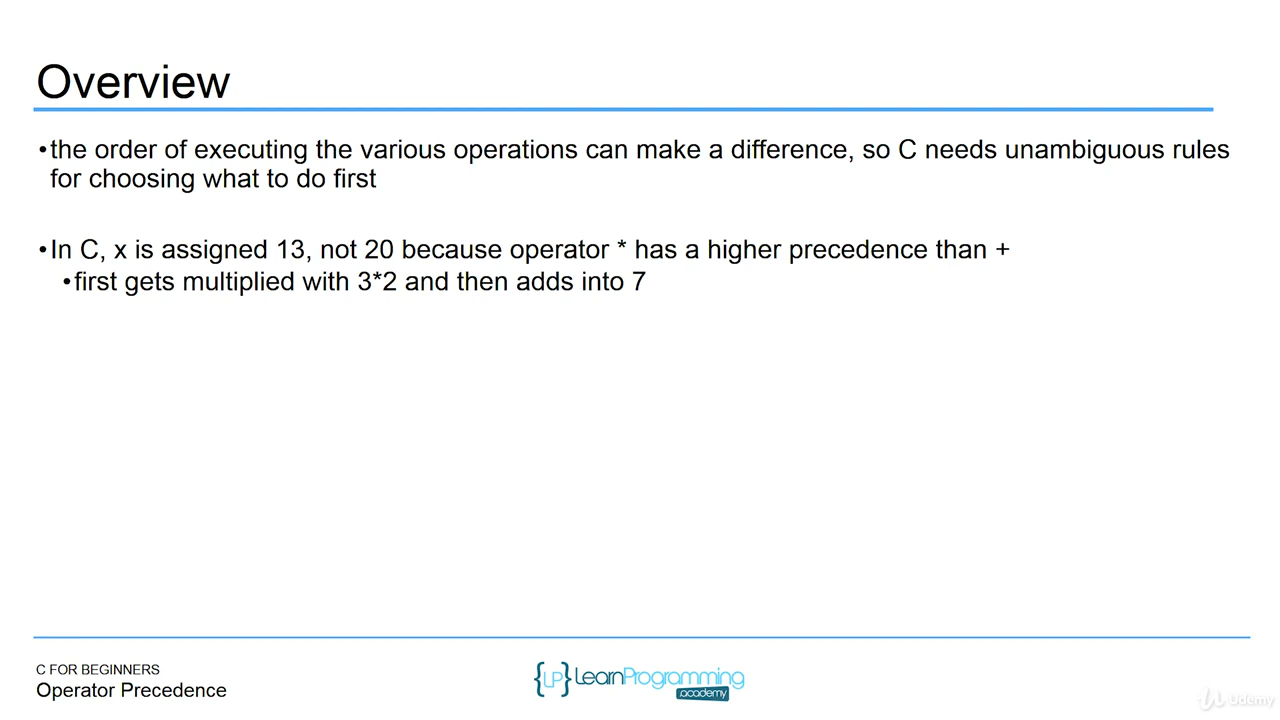 Overview
•the order of executing the various operations can make a difference, so C needs unambiguous rules
for choosing what to do first
•In C, x is assigned 13, not 20 because operator * has a higher precedence than +
•first gets multiplied with 3*2 and then adds into 7
C FOR BEGINNERS
Operator Precedence
{LP} LearnProgramming
.academy
Udemy